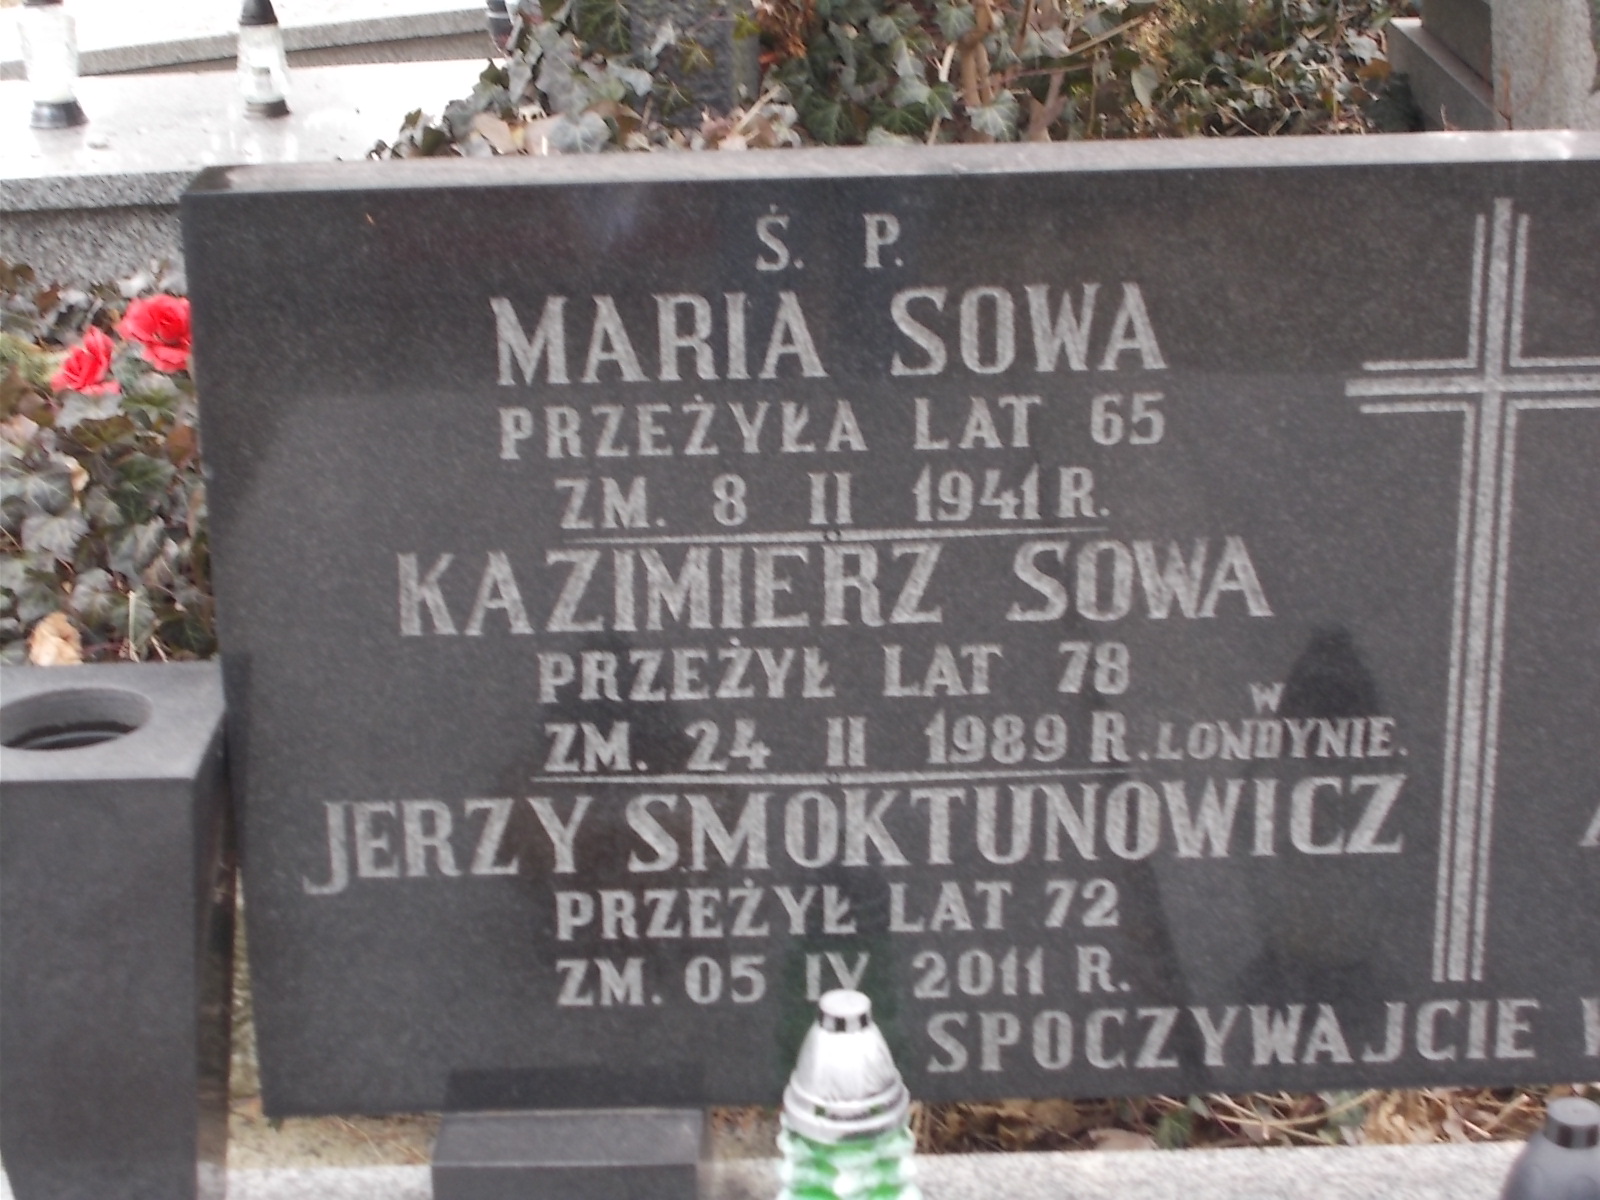 Ś. P.
MARIA SOWA
PRZEŻYŁA LAT 65
ZM. 8 II 1941 R.
KAZIMIERZ SOWA
PRZEŻYŁ LAT 78
ZM. 24 II 1989 R. W LONDYNIE.
JERZY SMOKTUNOWICZ
PRZEŻYŁ LAT 72
ZM. 05 IV 2011 R.
SPOCZYWAJCIE